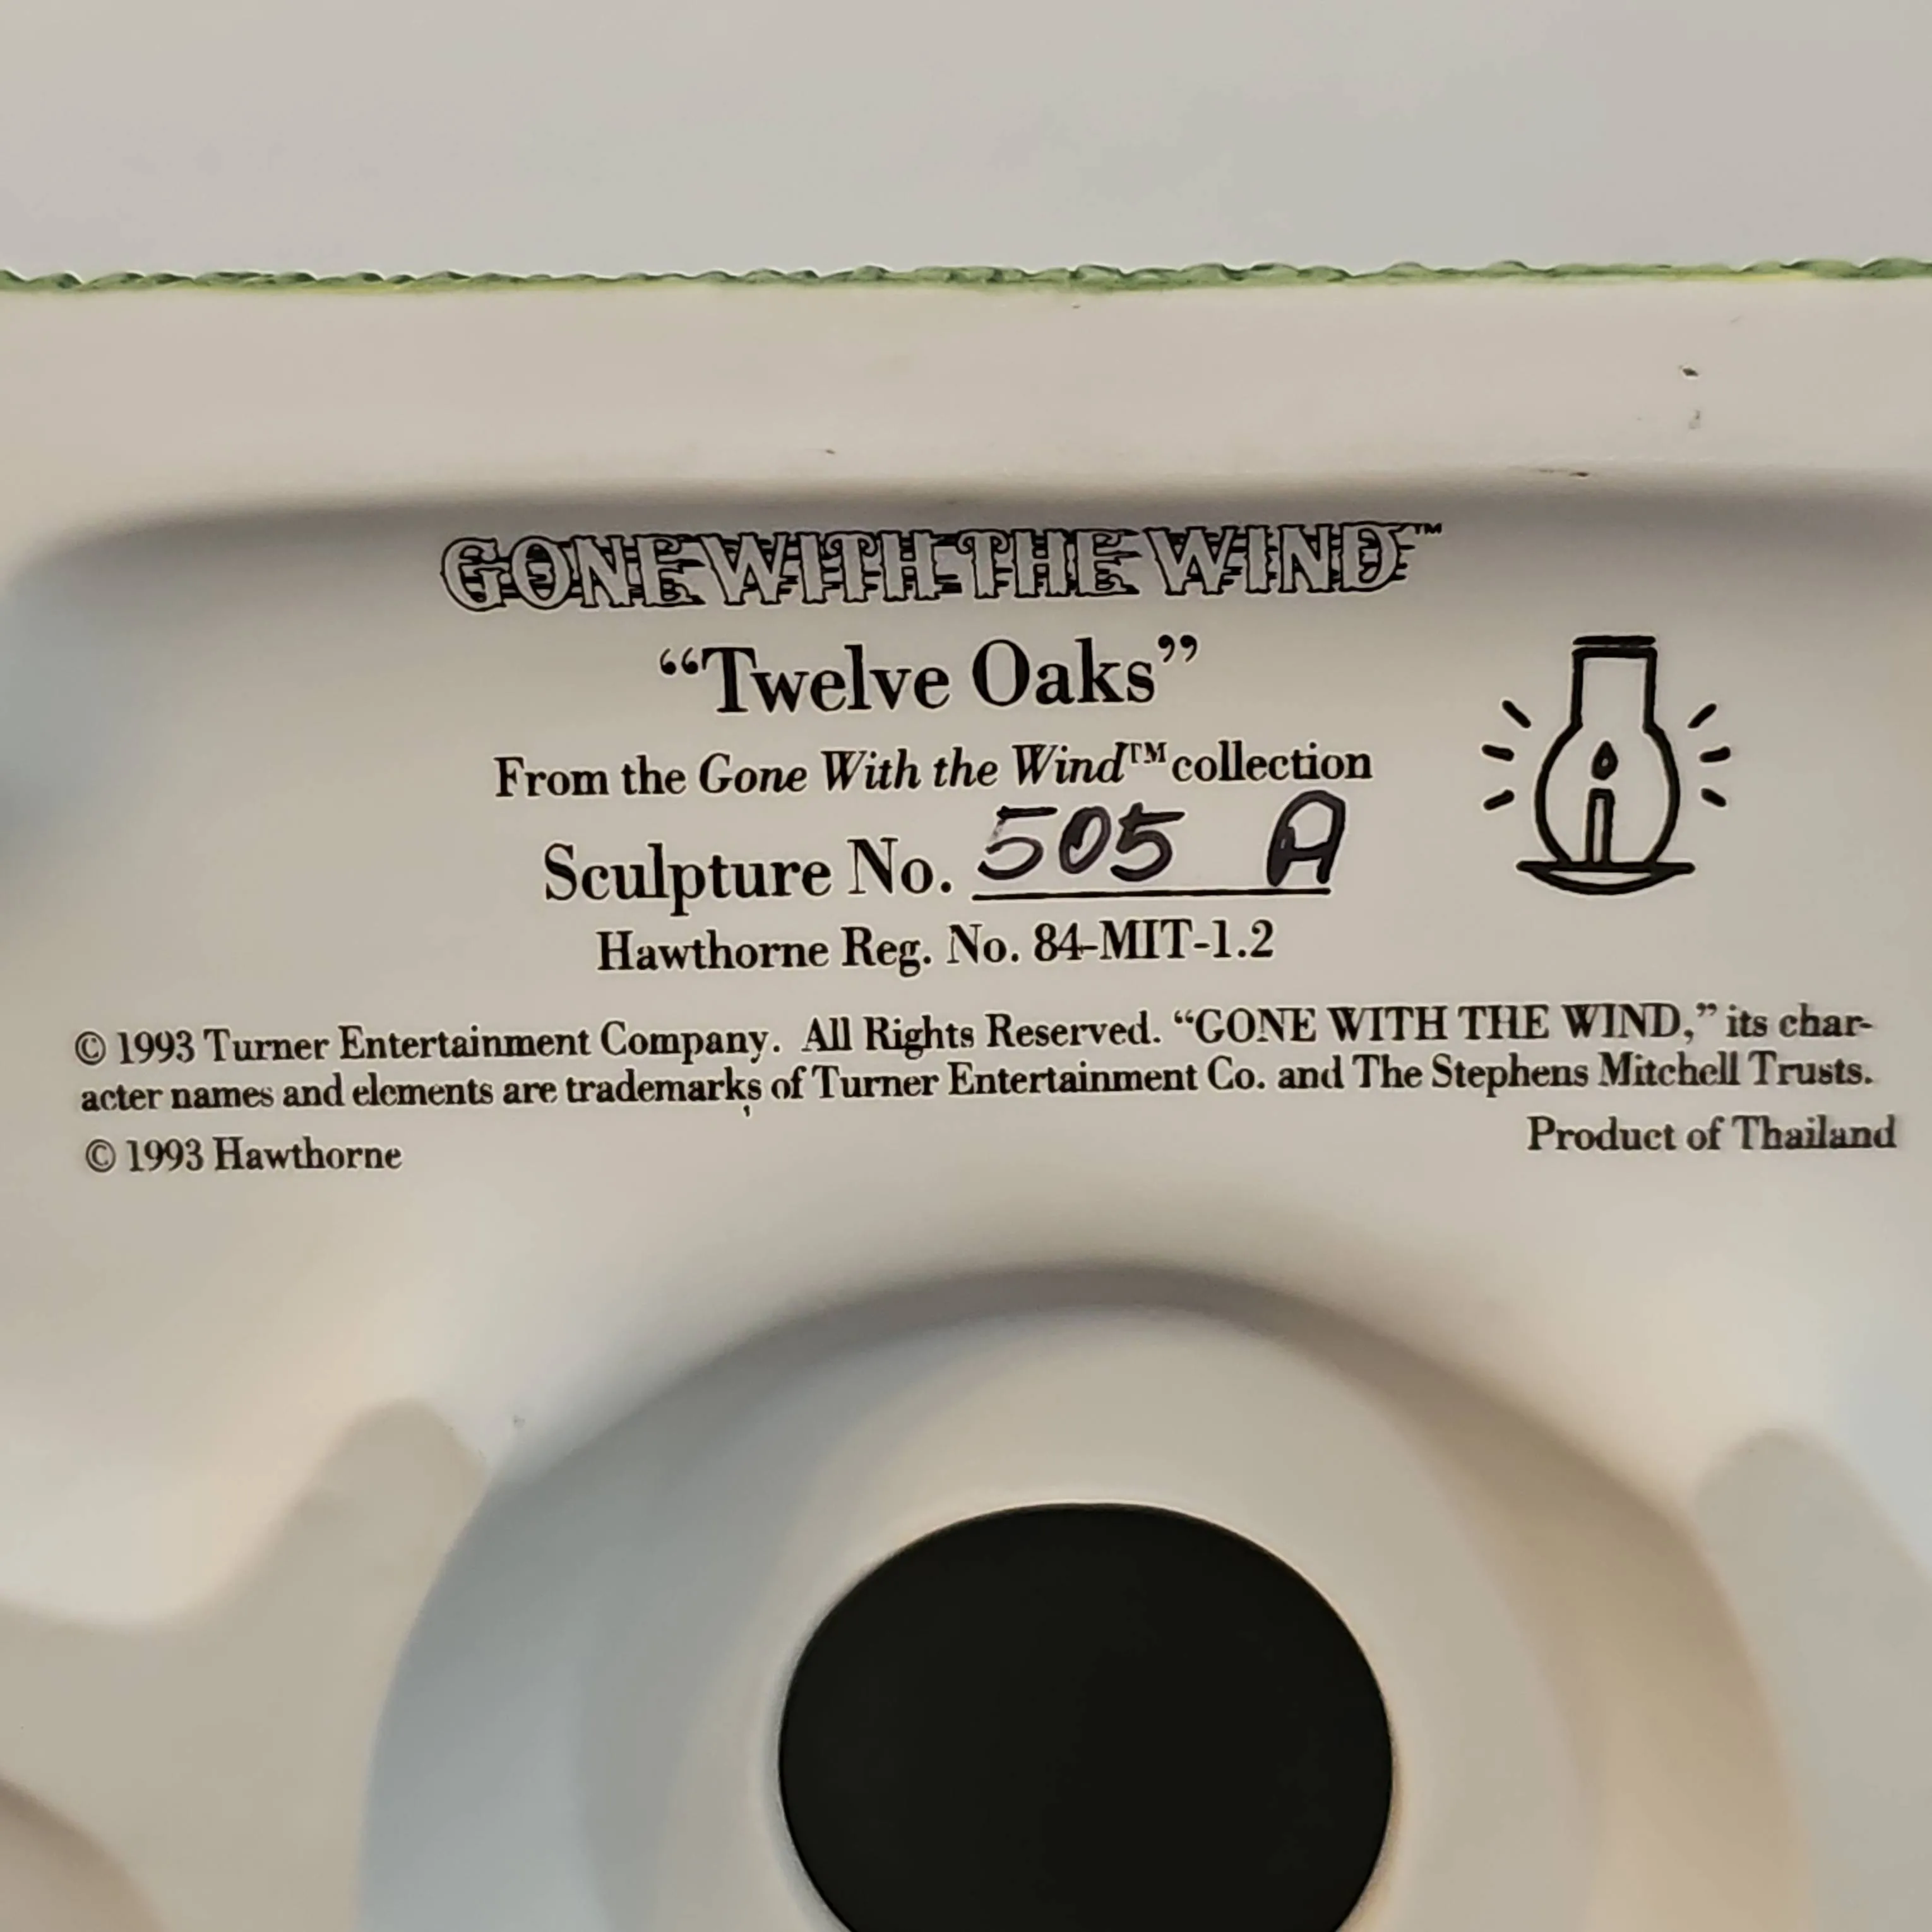 GONE WITH THE WIND™
“Twelve Oaks”
From the Gone With the Wind™ collection
Sculpture No. 505 A
Hawthorne Reg. No. 84-MIT-1.2
© 1993 Turner Entertainment Company. All Rights Reserved. “GONE WITH THE WIND,” its char-
acter names and elements are trademarks of Turner Entertainment Co. and The Stephens Mitchell Trusts.
© 1993 Hawthorne
Product of Thailand